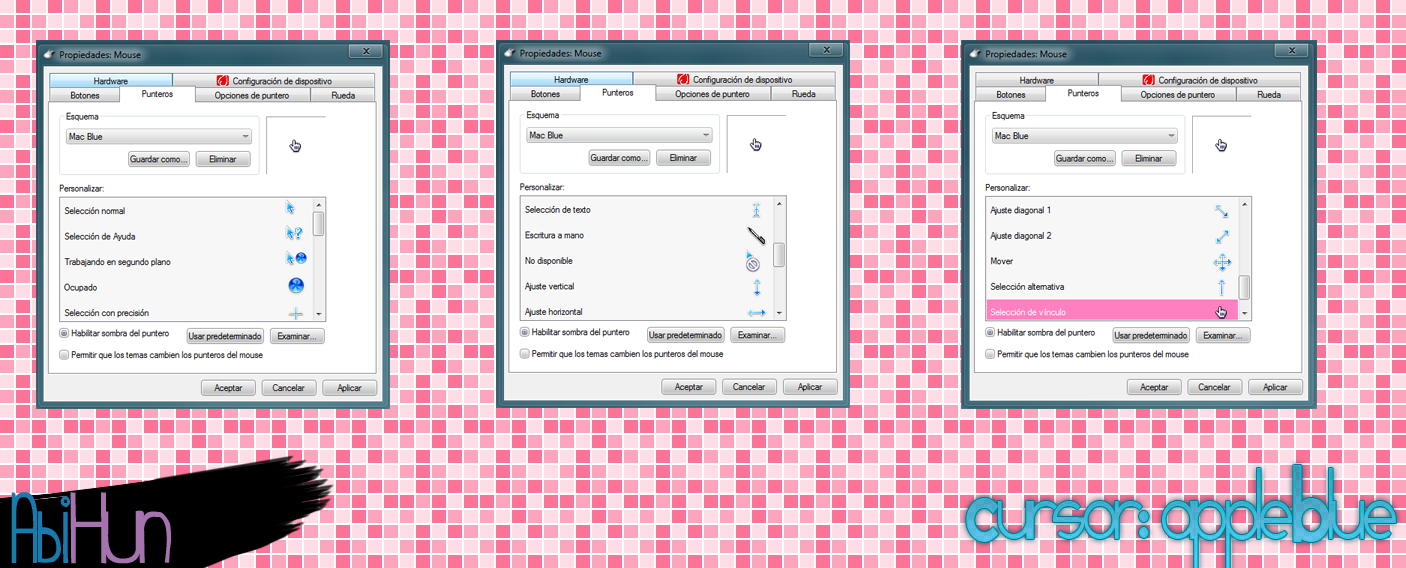 Propiedades: Mouse
Hardware
Configuración de dispositivo
Botones
Punteros
Opciones de puntero
Rueda
Esquema
Mac Blue
Guardar como...
Eliminar
Personalizar:
Selección normal
Selección de Ayuda
Trabajando en segundo plano
Ocupado
Selección con precisión
Habilitar sombra del puntero
Usar predeterminado
Examinar...
Permitir que los temas cambien los punteros del mouse
Aceptar
Cancelar
Aplicar
Propiedades: Mouse
Hardware
Configuración de dispositivo
Botones
Punteros
Opciones de puntero
Rueda
Esquema
Mac Blue
Guardar como...
Eliminar
Personalizar:
Selección de texto
Escritura a mano
No disponible
Ajuste vertical
Ajuste horizontal
Habilitar sombra del puntero
Usar predeterminado
Examinar...
Permitir que los temas cambien los punteros del mouse
Aceptar
Cancelar
Aplicar
Propiedades: Mouse
Hardware
Configuración de dispositivo
Botones
Punteros
Opciones de puntero
Rueda
Esquema
Mac Blue
Guardar como...
Eliminar
Personalizar:
Ajuste diagonal 1
Ajuste diagonal 2
Mover
Selección alternativa
Selección de vínculo
Habilitar sombra del puntero
Usar predeterminado
Examinar...
Permitir que los temas cambien los punteros del mouse
Aceptar
Cancelar
Aplicar
AbiHun
cursor: appleblue